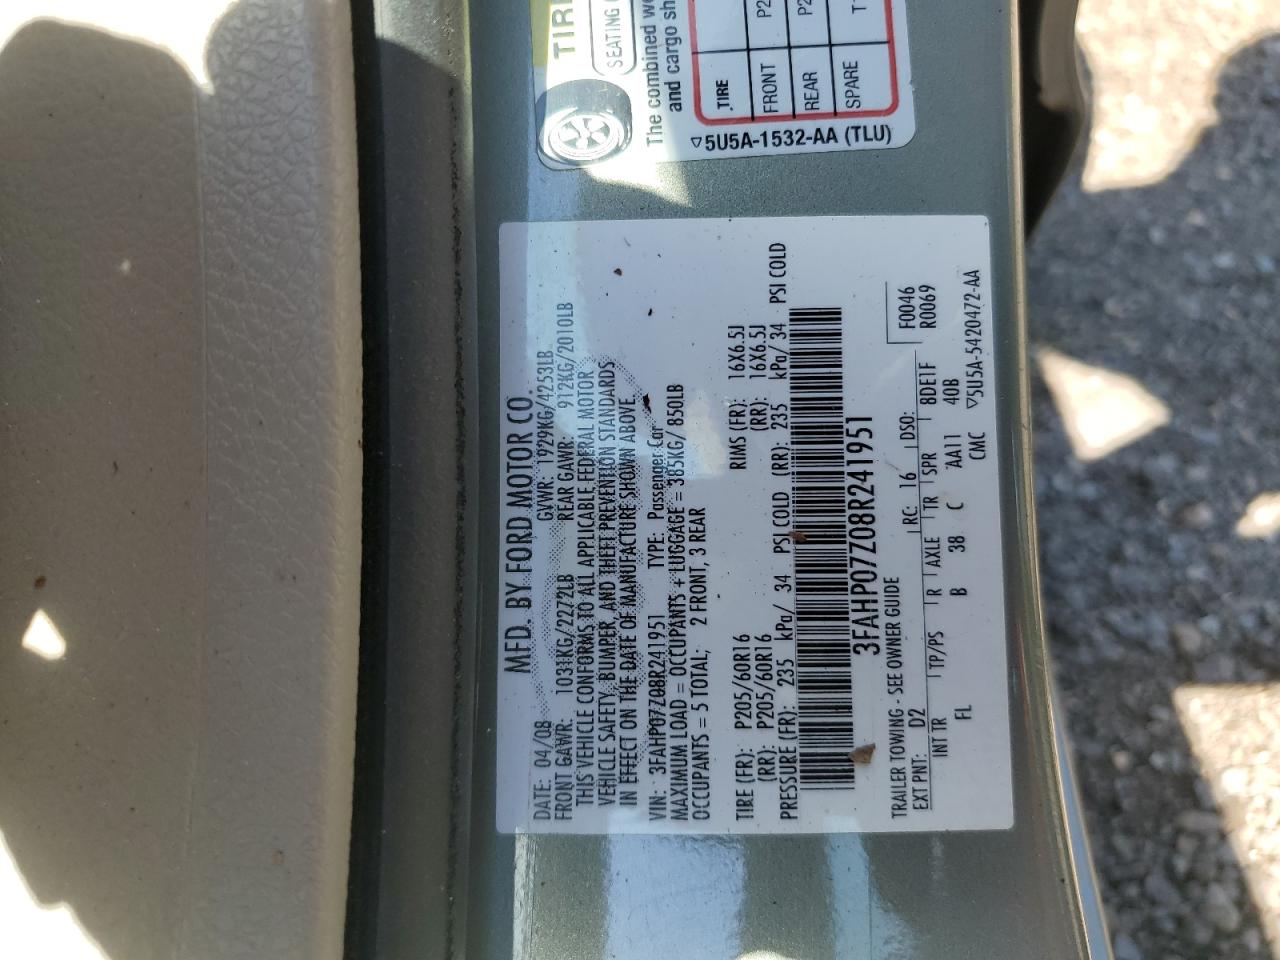 TIRE
SEATING
The combined we
and cargo sh
TIRE
FRONT P2
REAR P2
SPARE T1
▽5U5A-1532-AA (TLU)
MFD. BY FORD MOTOR CO.
DATE: 04/08 GVWR: 1929KG/4253LB
FRONT GAWR: 1031KG/2272LB REAR GAWR: 912KG/2010LB
THIS VEHICLE CONFORMS TO ALL APPLICABLE FEDERAL MOTOR
VEHICLE SAFETY, BUMPER, AND THEFT PREVENTION STANDARDS
IN EFFECT ON THE DATE OF MANUFACTURE SHOWN ABOVE.
VIN: 3FAHP07Z08R241951 TYPE: Passenger Car
MAXIMUM LOAD = OCCUPANTS + LUGGAGE = 385KG/ 850LB
OCCUPANTS = 5 TOTAL; 2 FRONT, 3 REAR
TIRE (FR): P205/60R16 RIMS (FR): 16X6.5J
(RR): P205/60R16 (RR): 16X6.5J
PRESSURE (FR): 235 kPa/ 34 PSI COLD (RR): 235 kPa/ 34 PSI COLD
3FAHP07Z08R241951
TRAILER TOWING - SEE OWNER GUIDE F0046
EXT PNT: D2 RC: 16 DSO: R0069
INT TR TP/PS R AXLE TR SPR 8DE1F
FL B 38 C AA11 40B
CMC ▽5U5A-5420472-AA